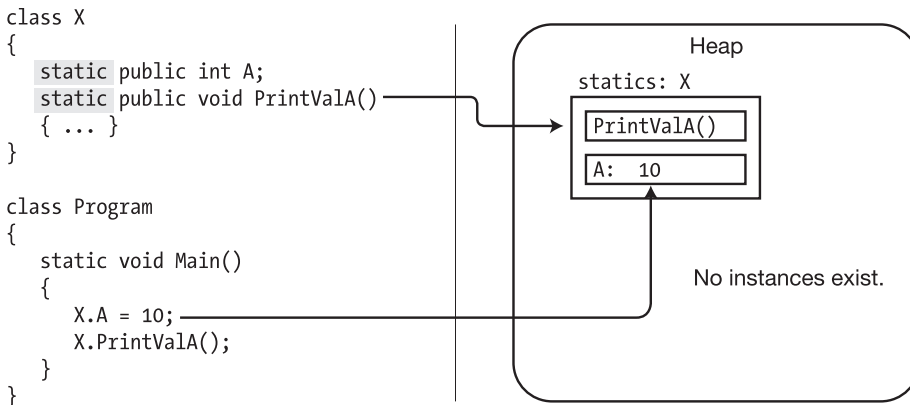 class X
{
static public int A;
static public void PrintValA()
{ ... }
}
class Program
{
static void Main()
{
X.A = 10;
X.PrintValA();
}
}
Heap
statics: X
PrintValA()
A: 10
No instances exist.